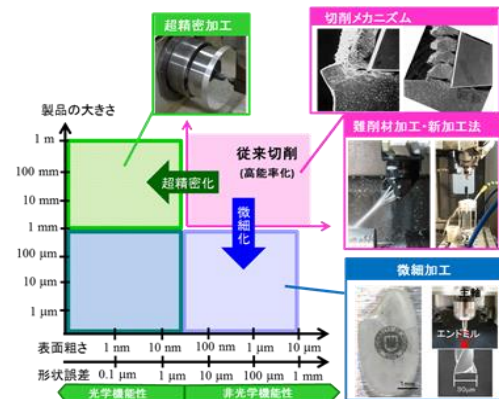 超精密加工
切削メカニズム
製品の大きさ
1 m
100 mm
10 mm
1 mm
100 μm
10 μm
1 μm
従来切削
(高能率化)
超精密化
微細化
難削材加工・新加工法
微細加工
主軸
エンドミル
1mm
30μm
表面粗さ 1 nm 10 nm 100 nm 1 μm 10 μm
形状誤差 0.1 μm 1 μm 10 μm 100 μm 1 mm
光学機能性 非光学機能性